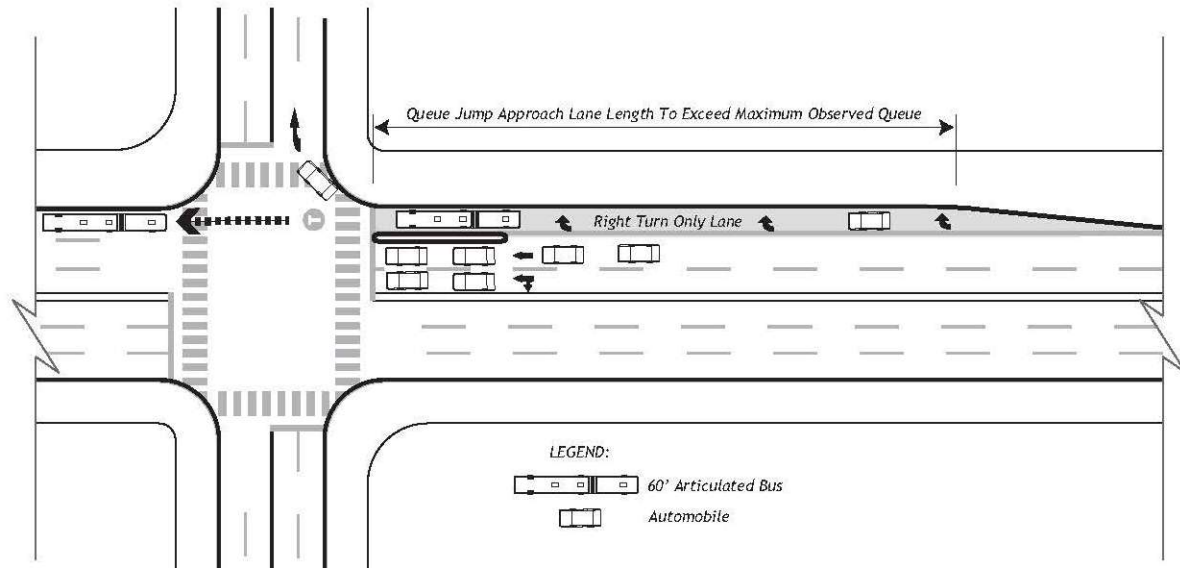 Queue Jump Approach Lane Length To Exceed Maximum Observed Queue
T
Right Turn Only Lane
LEGEND:
60' Articulated Bus
Automobile